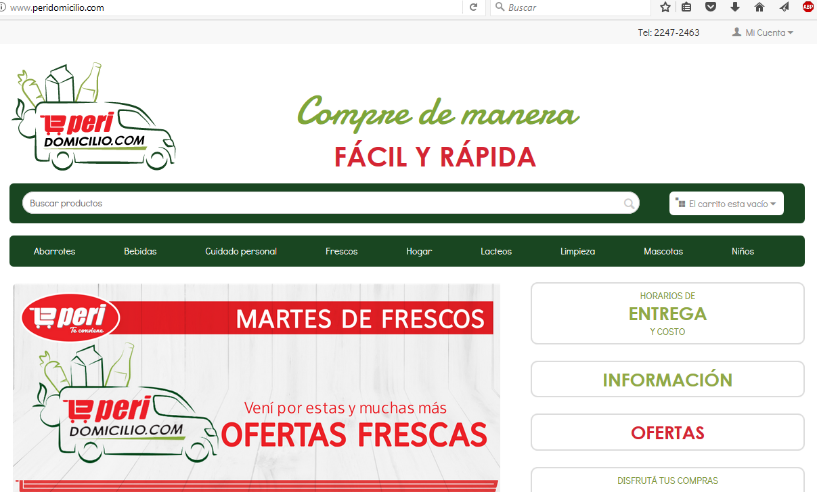 www.peridomicilio.com
Buscar
ABP
Tel: 2247-2463
Mi Cuenta
peri
DOMICILIO.COM
Compre de manera
FÁCIL Y RÁPIDA
Buscar productos
El carrito esta vacío
Abarrotes
Bebidas
Cuidado personal
Frescos
Hogar
Lacteos
Limpieza
Mascotas
Niños
peri
Te conviene
MARTES DE FRESCOS
peri
DOMICILIO.COM
Vení por estas y muchas más
OFERTAS FRESCAS
HORARIOS DE
ENTREGA
Y COSTO
INFORMACIÓN
OFERTAS
DISFRUTÁ TUS COMPRAS